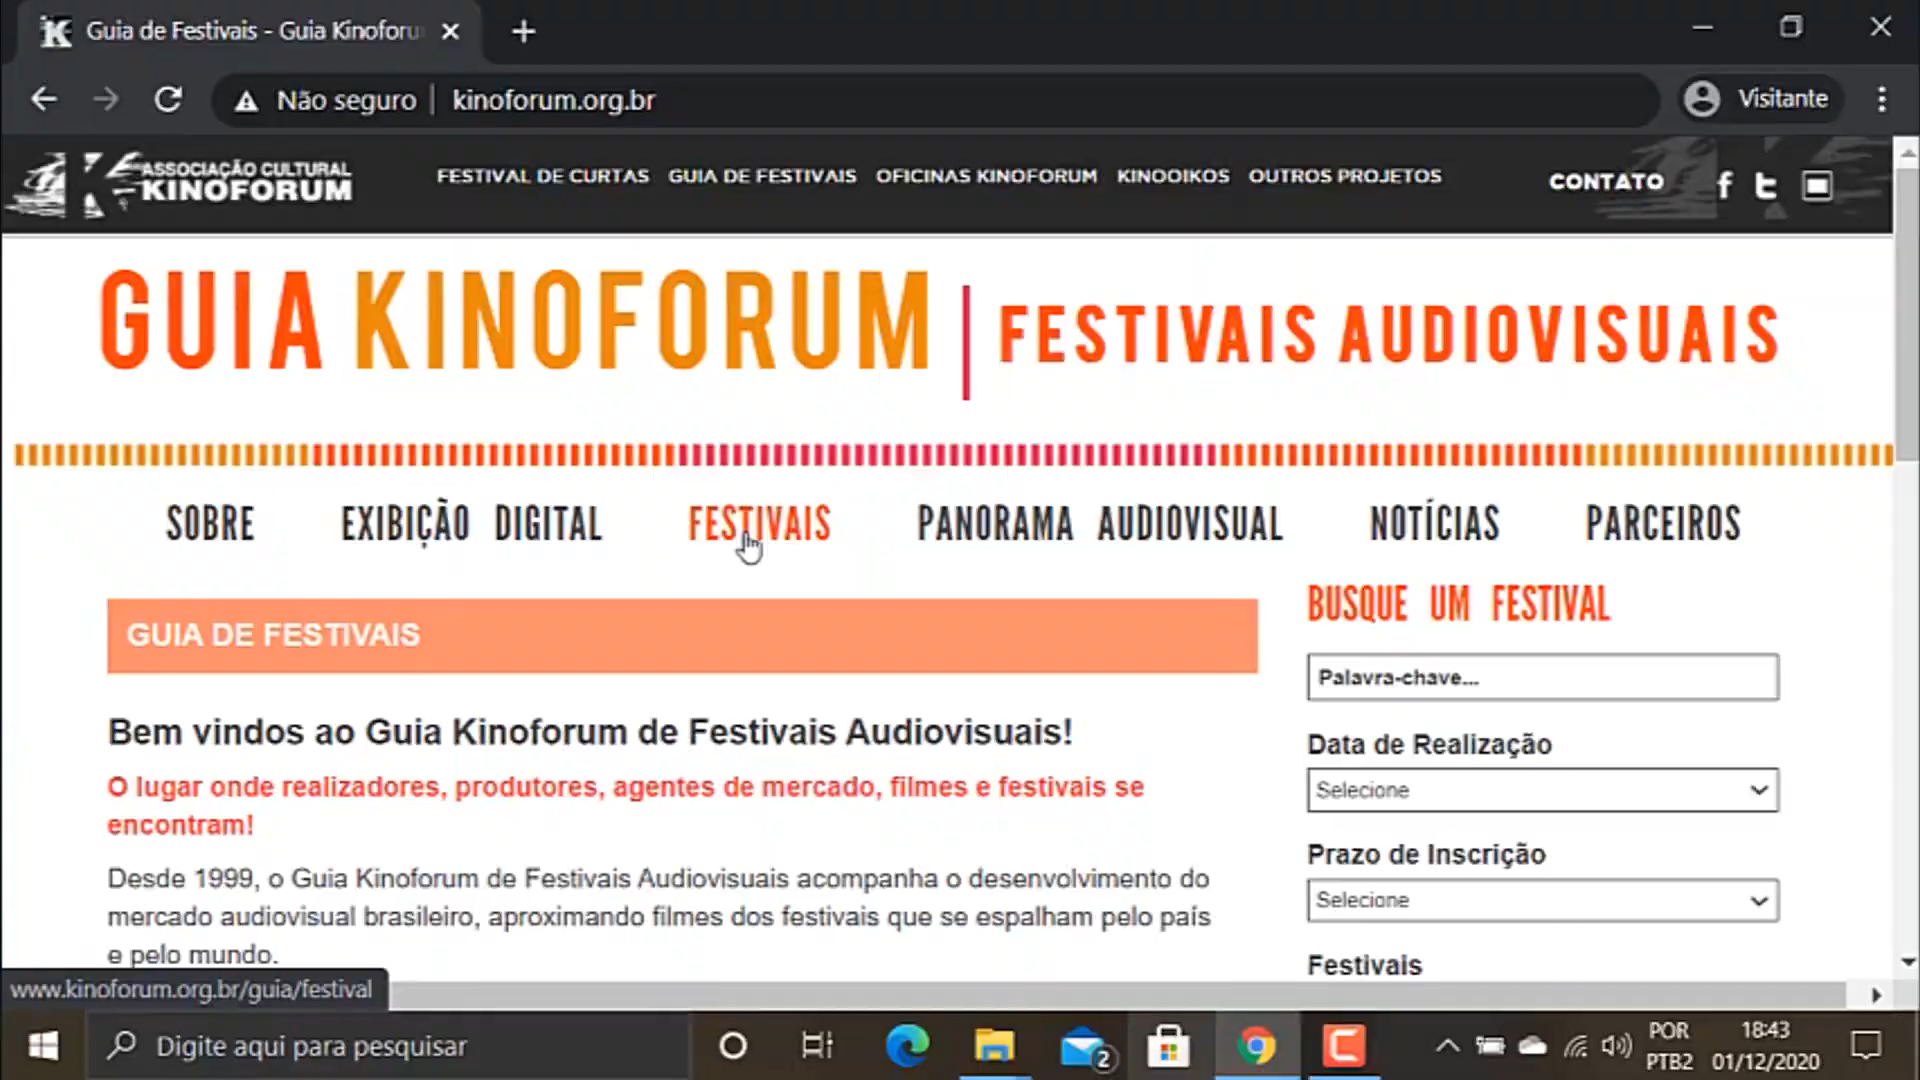 Guia de Festivais - Guia Kinoforu
Não seguro
kinoforum.org.br
Visitante
ASSOCIAÇÃO CULTURAL
KINOFORUM
FESTIVAL DE CURTAS GUIA DE FESTIVAIS OFICINAS KINOFORUM KINOOIKOS OUTROS PROJETOS
CONTATO
GUIA KINOFORUM | FESTIVAIS AUDIOVISUAIS
SOBRE EXIBIÇÃO DIGITAL FESTIVAIS PANORAMA AUDIOVISUAL NOTÍCIAS PARCEIROS
GUIA DE FESTIVAIS
Bem vindos ao Guia Kinoforum de Festivais Audiovisuais!
O lugar onde realizadores, produtores, agentes de mercado, filmes e festivais se
encontram!
Desde 1999, o Guia Kinoforum de Festivais Audiovisuais acompanha o desenvolvimento do
mercado audiovisual brasileiro, aproximando filmes dos festivais que se espalham pelo país
e pelo mundo.
BUSQUE UM FESTIVAL
Palavra-chave...
Data de Realização
Selecione
Prazo de Inscrição
Selecione
Festivais
www.kinoforum.org.br/guia/festival
Digite aqui para pesquisar
2
POR
PTB2
18:43
01/12/2020